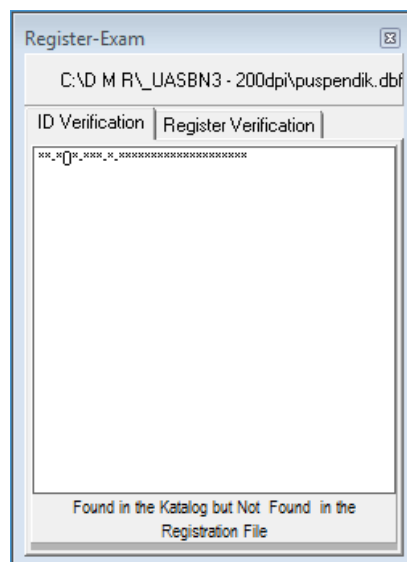 Register-Exam
C:\D M R\_UASBN3 - 200dpi\puspendik.dbf
ID Verification
Register Verification
**-*()*-***-*-********************
Found in the Katalog but Not Found in the
Registration File